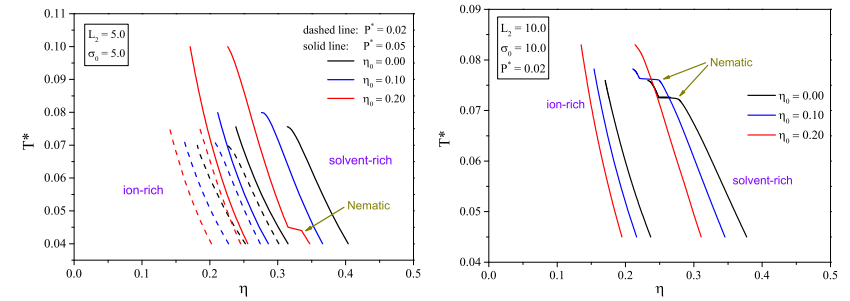 0.10
0.09
0.08
0.07
0.06
0.05
0.04
T*
0.0
0.1
0.2
0.3
0.4
0.5
η
L₂ = 5.0
σ₀ = 5.0
dashed line: P* = 0.02
solid line: P* = 0.05
η₀ = 0.00
η₀ = 0.10
η₀ = 0.20
ion-rich
solvent-rich
Nematic
0.09
0.08
0.07
0.06
0.05
0.04
T*
0.0
0.1
0.2
0.3
0.4
0.5
η
L₂ = 10.0
σ₀ = 10.0
P* = 0.02
Nematic
ion-rich
η₀ = 0.00
η₀ = 0.10
η₀ = 0.20
solvent-rich